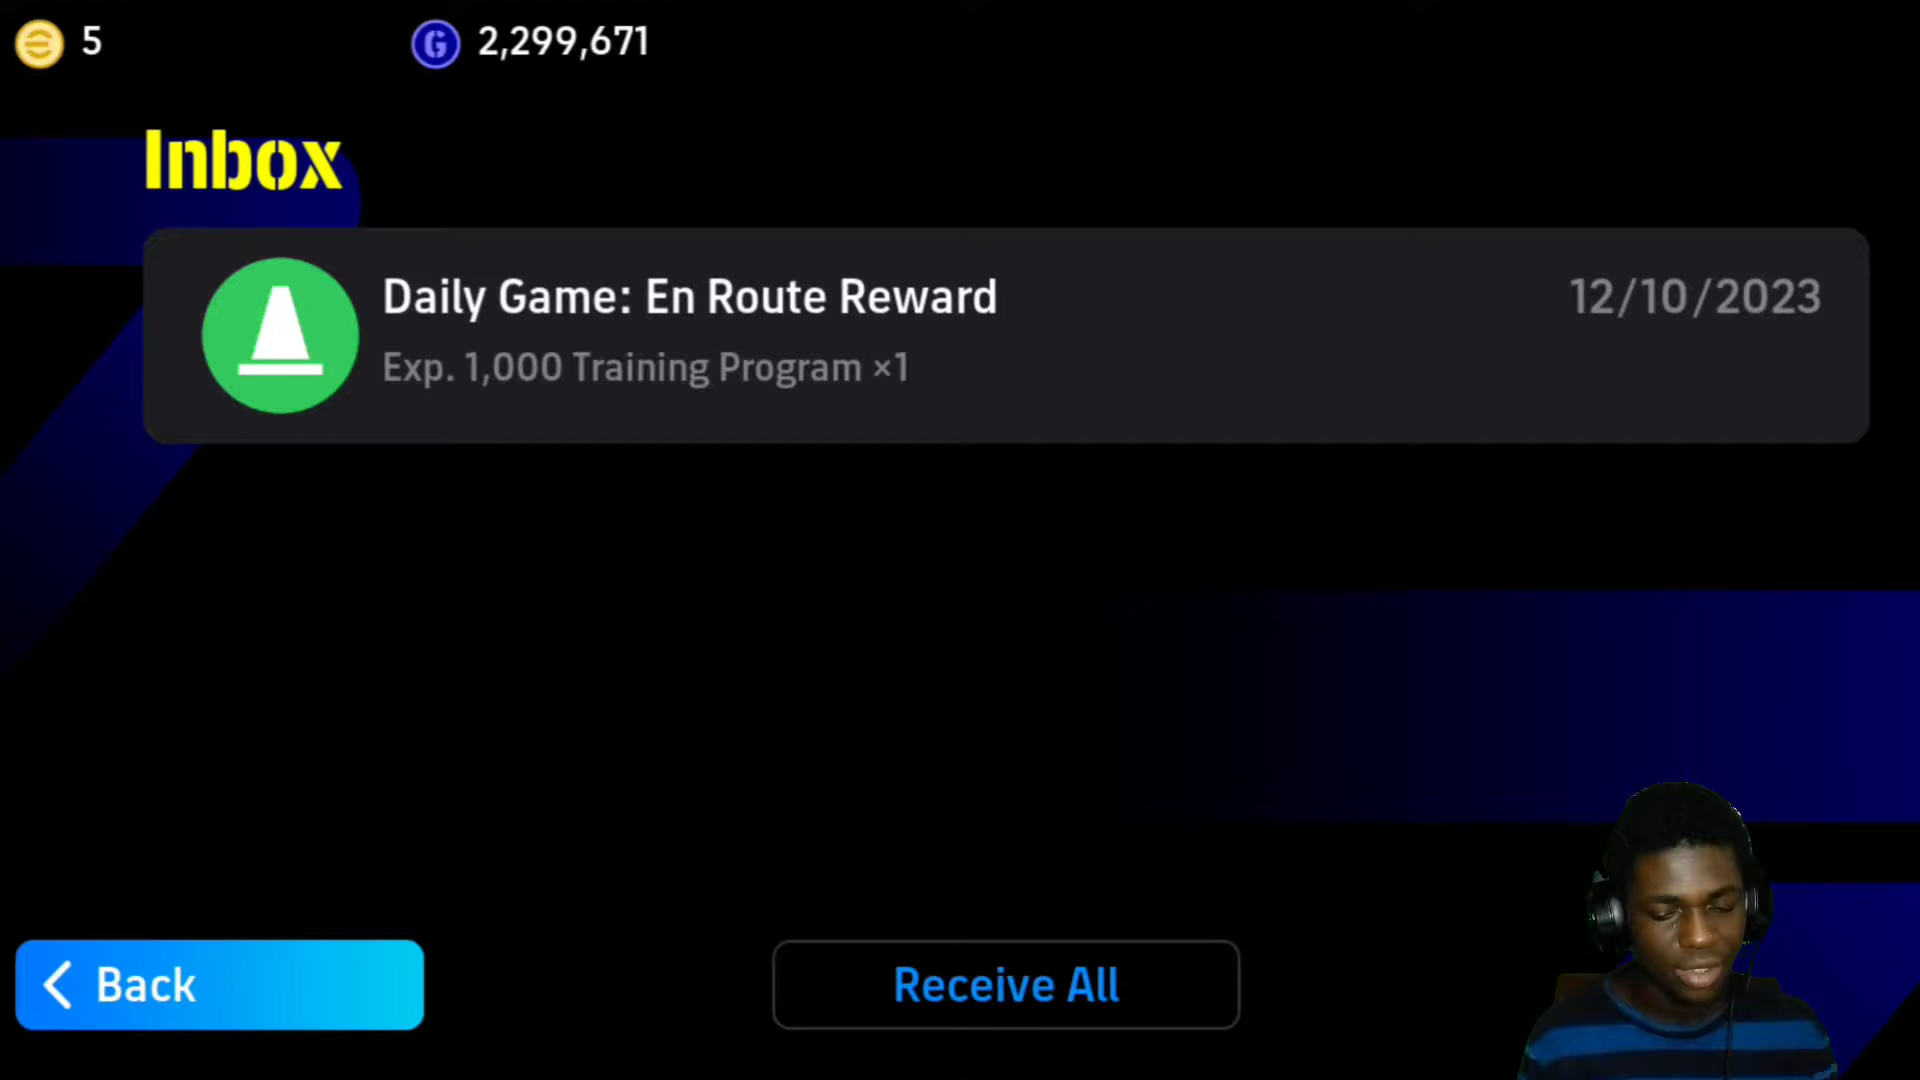 5
2,299,671
Inbox
Daily Game: En Route Reward
12/10/2023
Exp. 1,000 Training Program ×1
Back
Receive All